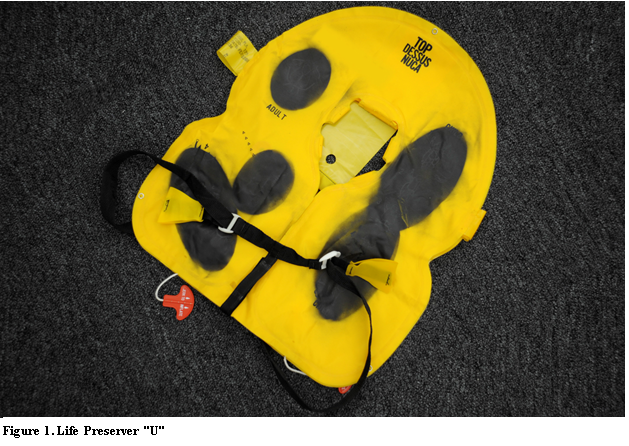 TOP
DESSUS
NUCA
ADULT
Figure 1. Life Preserver "U"